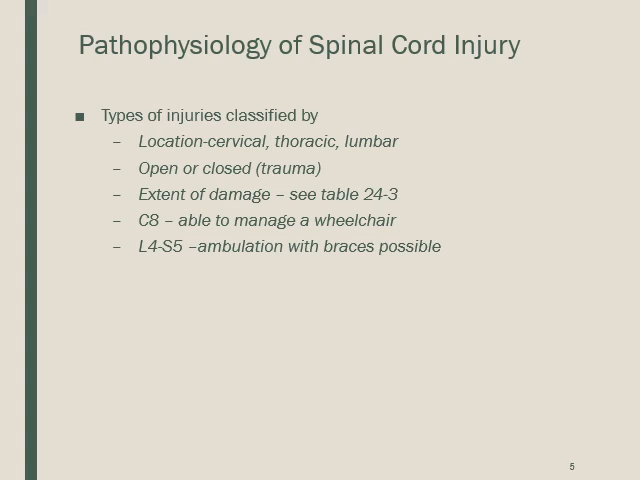 Pathophysiology of Spinal Cord Injury
■ Types of injuries classified by
– Location-cervical, thoracic, lumbar
– Open or closed (trauma)
– Extent of damage – see table 24-3
– C8 – able to manage a wheelchair
– L4-S5 –ambulation with braces possible
5